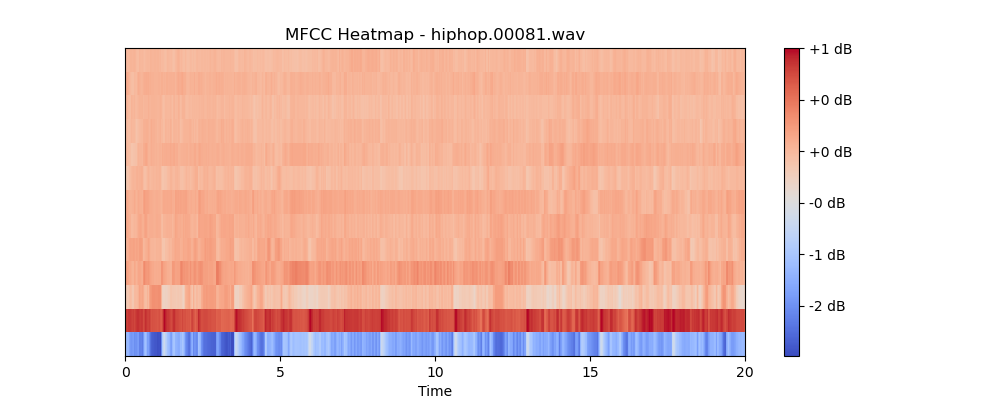 MFCC Heatmap - hiphop.00081.wav
+1 dB
+0 dB
+0 dB
-0 dB
-1 dB
-2 dB
0 5 10 15 20
Time